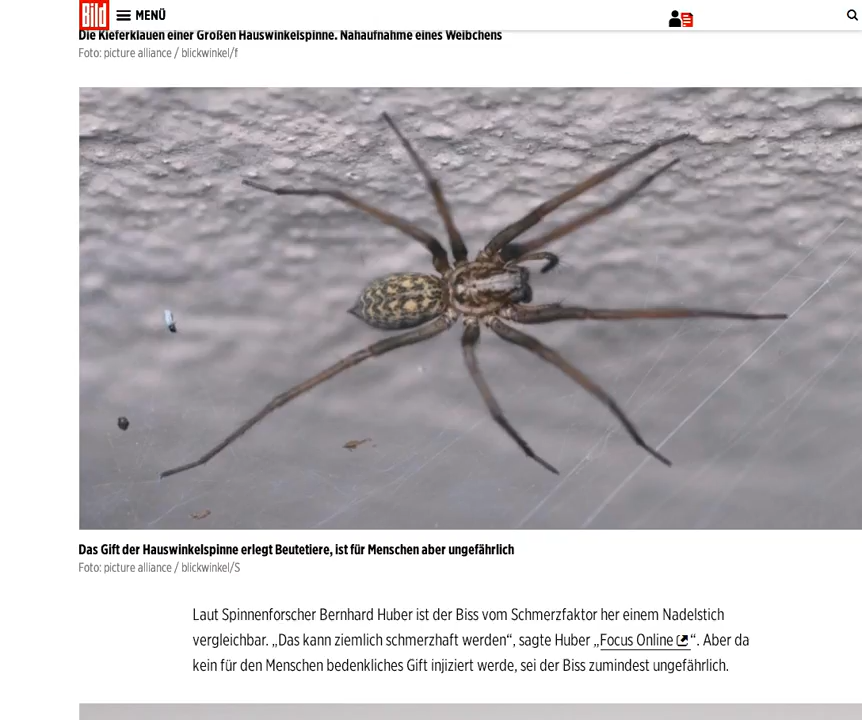 Bild
MENÜ
Die Kieferklauen einer Großen Hauswinkelspinne. Nahaufnahme eines Weibchens
Foto: picture alliance / blickwinkel/f
Das Gift der Hauswinkelspinne erlegt Beutetiere, ist für Menschen aber ungefährlich
Foto: picture alliance / blickwinkel/S
Laut Spinnenforscher Bernhard Huber ist der Biss vom Schmerzfaktor her einem Nadelstich
vergleichbar. „Das kann ziemlich schmerzhaft werden“, sagte Huber „Focus Online“. Aber da
kein für den Menschen bedenkliches Gift injiziert werde, sei der Biss zumindest ungefährlich.